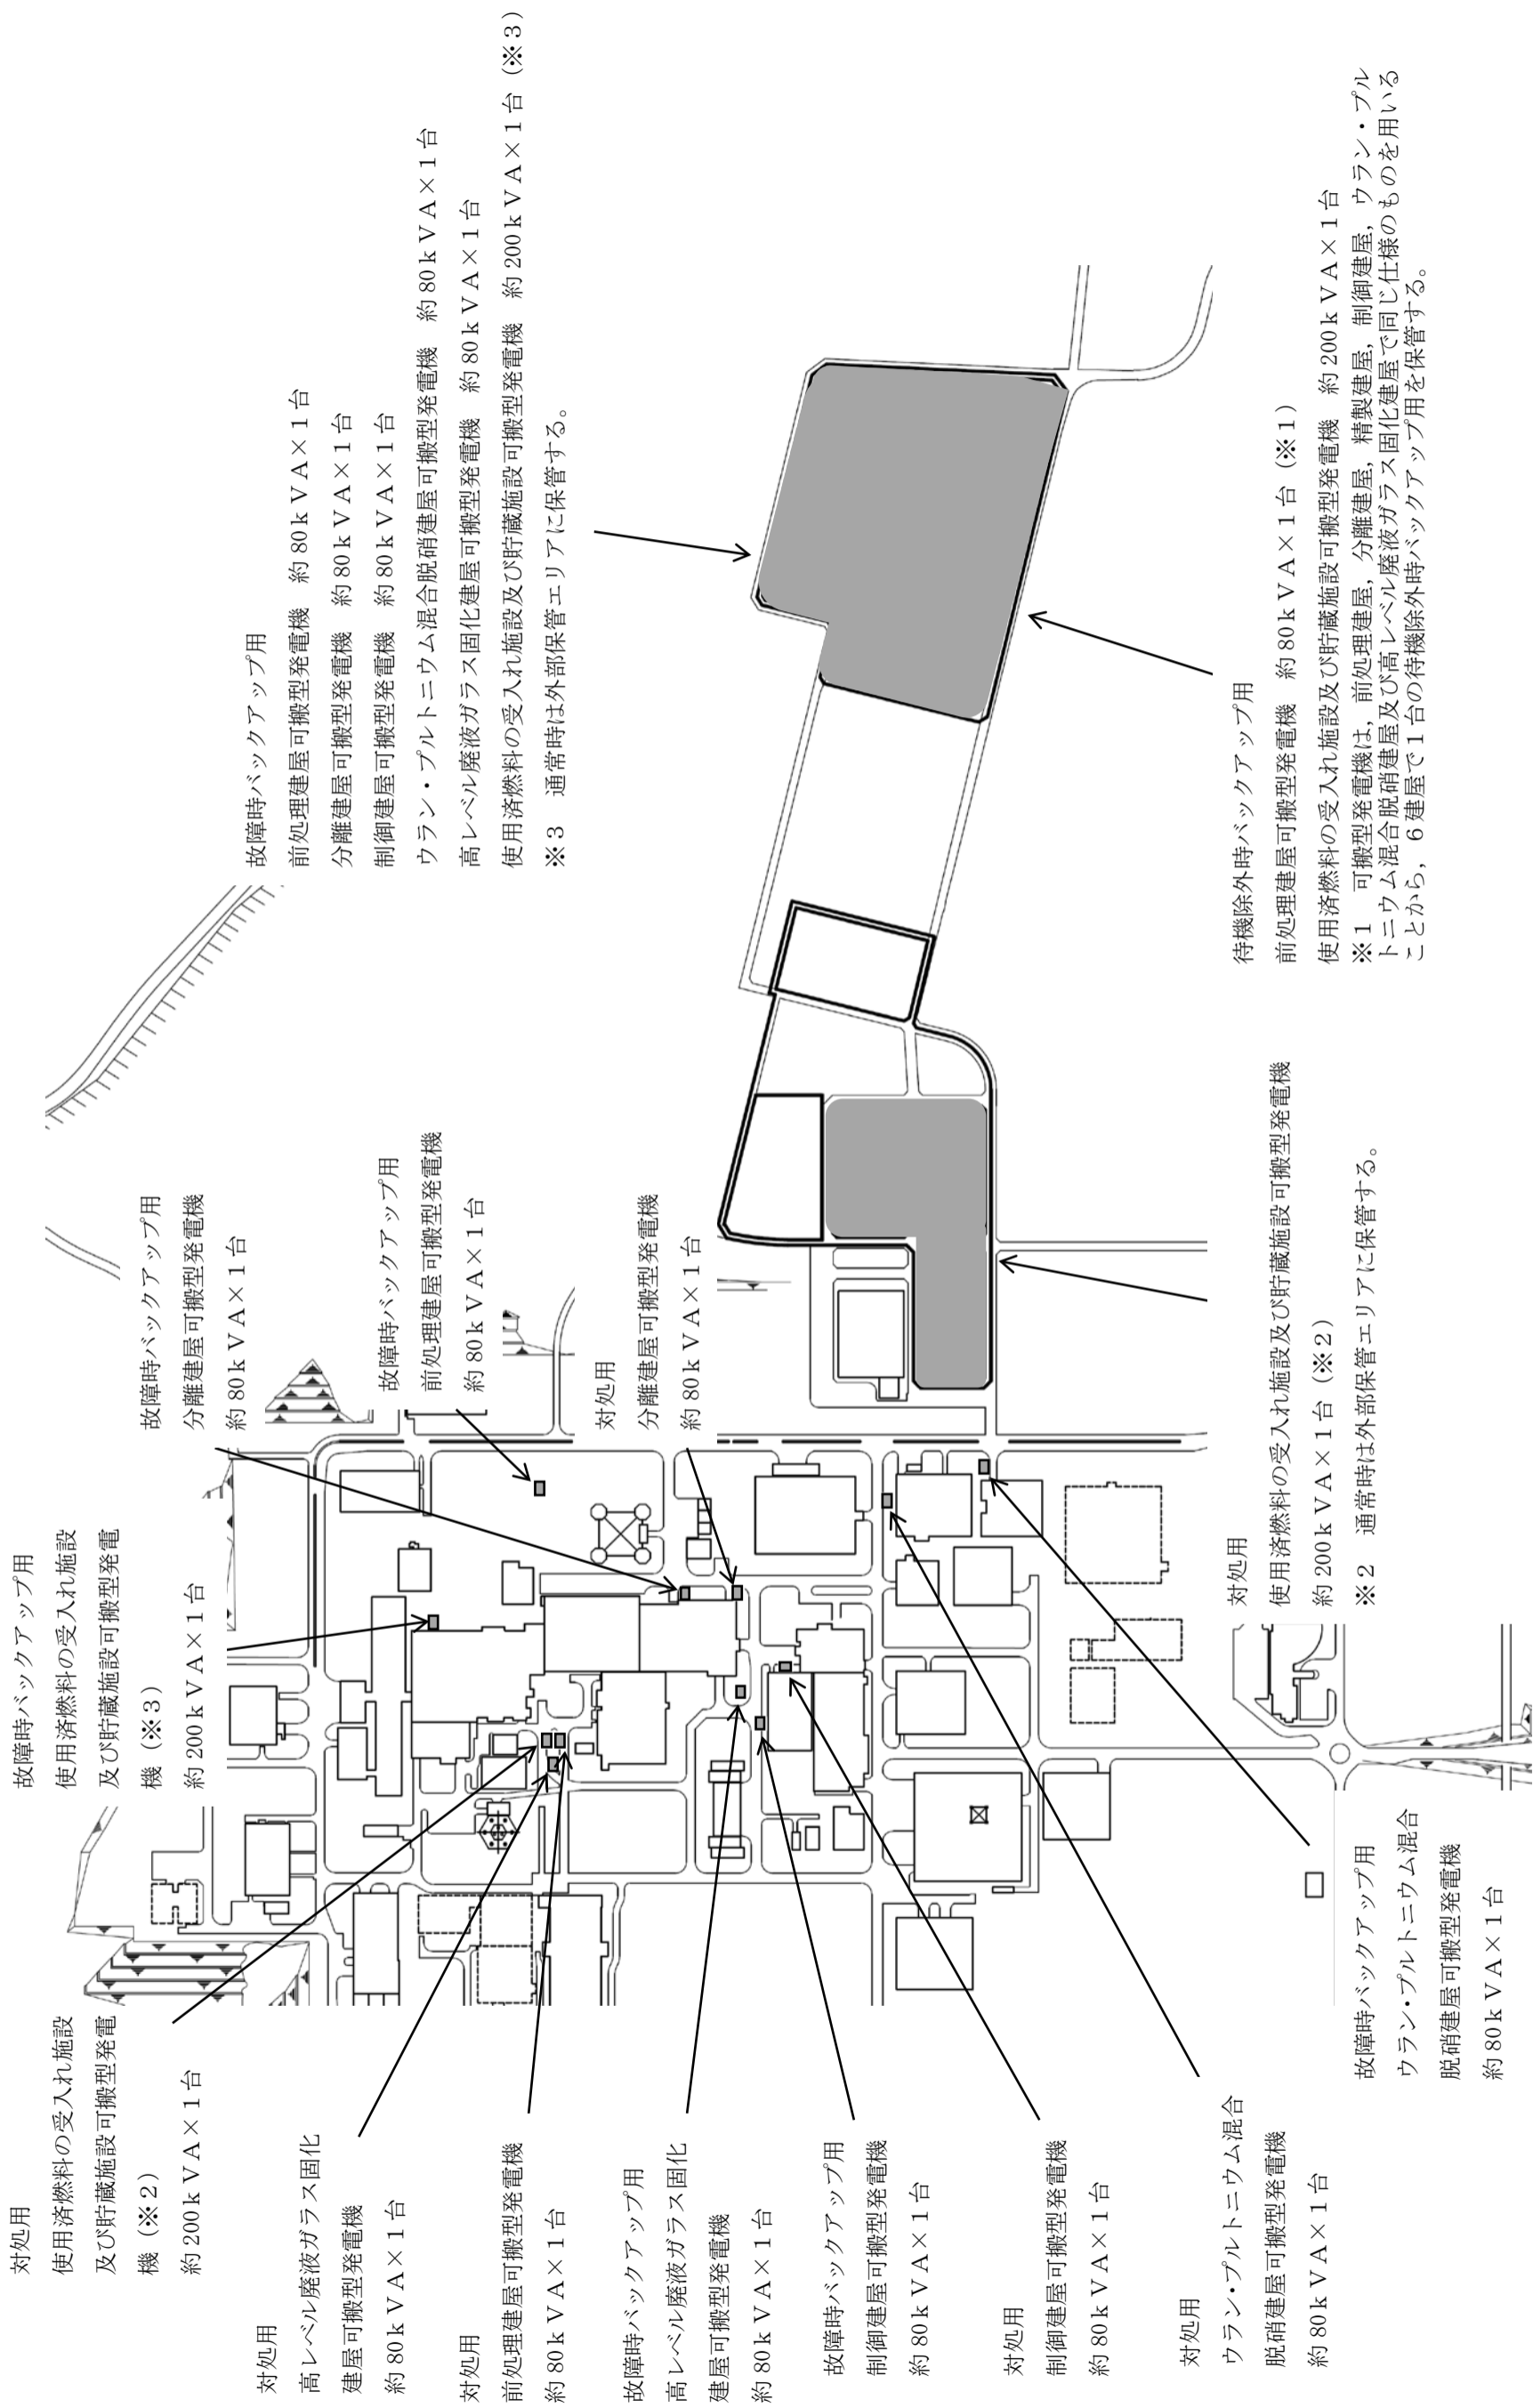 故障時バックアップ用
前処理建屋可搬型発電機　約80ｋＶＡ×１台
分離建屋可搬型発電機　約80ｋＶＡ×１台
制御建屋可搬型発電機　約80ｋＶＡ×１台
ウラン・プルトニウム混合脱硝建屋可搬型発電機　約80ｋＶＡ×１台
高レベル廃液ガラス固化建屋可搬型発電機　約80ｋＶＡ×１台
使用済燃料の受入れ施設及び貯蔵施設可搬型発電機　約200ｋＶＡ×１台（※３）
※３　通常時は外部保管エリアに保管する。
待機除外時バックアップ用
前処理建屋可搬型発電機　約80ｋＶＡ×１台（※１）
使用済燃料の受入れ施設及び貯蔵施設可搬型発電機　約200ｋＶＡ×１台
※１　可搬型発電機は，前処理建屋，分離建屋，精製建屋，制御建屋，ウラン・プル
トニウム混合脱硝建屋及び高レベル廃液ガラス固化建屋で同じ仕様のものを用いる
ことから，６建屋で１台の待機除外時バックアップ用を保管する。
故障時バックアップ用
分離建屋可搬型発電機
約80ｋＶＡ×１台
故障時バックアップ用
前処理建屋可搬型発電機
約80ｋＶＡ×１台
対処用
分離建屋可搬型発電機
約80ｋＶＡ×１台
対処用
使用済燃料の受入れ施設及び貯蔵施設可搬型発電機
約200ｋＶＡ×１台（※２）
※２　通常時は外部保管エリアに保管する。
故障時バックアップ用
使用済燃料の受入れ施設
及び貯蔵施設可搬型発電
機（※３）
約200ｋＶＡ×１台
故障時バックアップ用
ウラン・プルトニウム混合
脱硝建屋可搬型発電機
約80ｋＶＡ×１台
対処用
使用済燃料の受入れ施設
及び貯蔵施設可搬型発電
機（※２）
約200ｋＶＡ×１台
対処用
高レベル廃液ガラス固化
建屋可搬型発電機
約80ｋＶＡ×１台
対処用
前処理建屋可搬型発電機
約80ｋＶＡ×１台
故障時バックアップ用
高レベル廃液ガラス固化
建屋可搬型発電機
約80ｋＶＡ×１台
故障時バックアップ用
制御建屋可搬型発電機
約80ｋＶＡ×１台
対処用
制御建屋可搬型発電機
約80ｋＶＡ×１台
対処用
ウラン・プルトニウム混合
脱硝建屋可搬型発電機
約80ｋＶＡ×１台